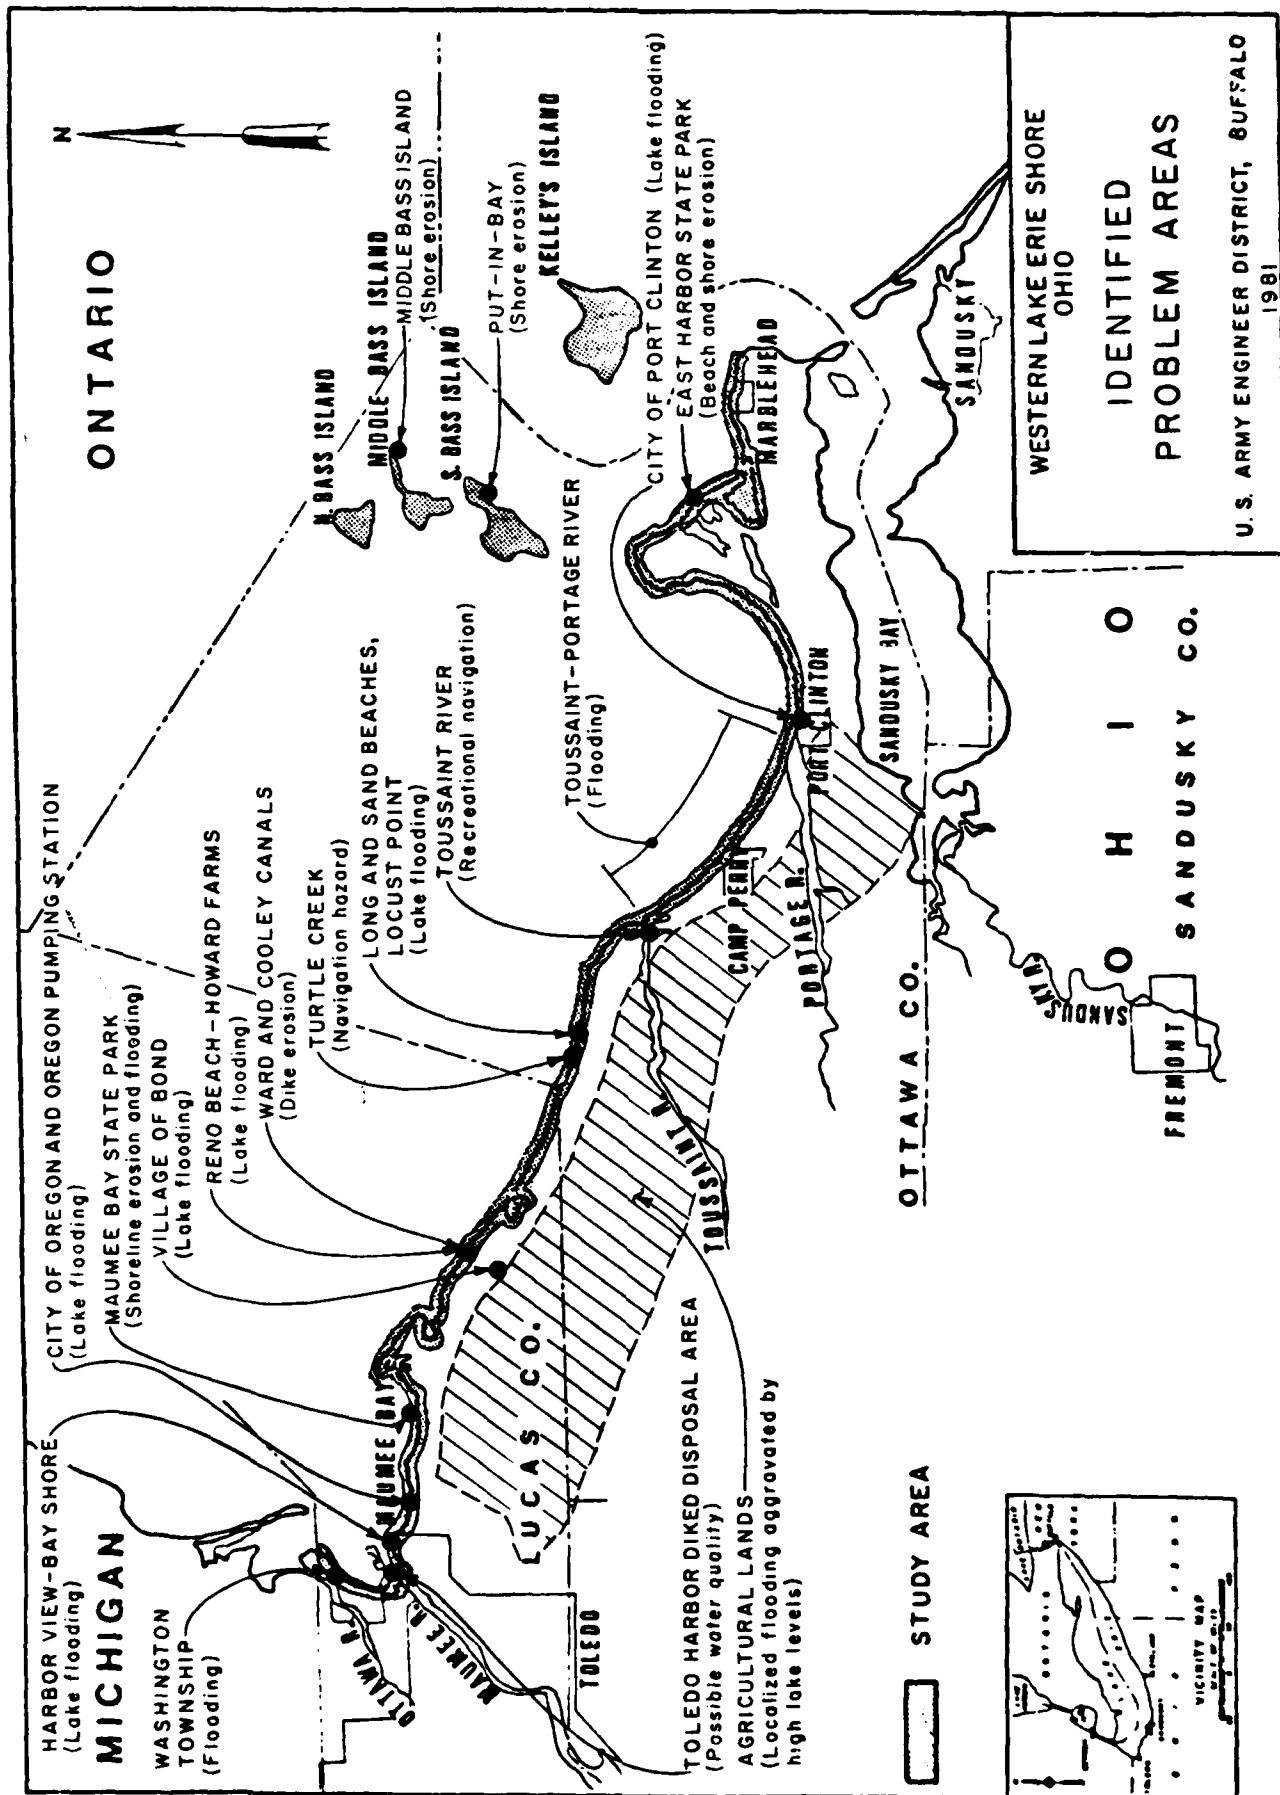 HARBOR VIEW-BAY SHORE
(Lake flooding)
MICHIGAN
WASHINGTON
TOWNSHIP
(Flooding)
CITY OF OREGON AND OREGON PUMPING STATION
(Lake flooding)
MAUMEE BAY STATE PARK
(Shoreline erosion and flooding)
VILLAGE OF BOND
(Lake flooding)
RENO BEACH-HOWARD FARMS
(Lake flooding)
WARD AND COOLEY CANALS
(Dike erosion)
TURTLE CREEK
(Navigation hazard)
LONG AND SAND BEACHES,
LOCUST POINT
(Lake flooding)
TOUSSAINT RIVER
(Recreational navigation)
TOUSSAINT-PORTAGE RIVER
(Flooding)
ONTARIO
N
N. BASS ISLAND
MIDDLE BASS ISLAND
MIDDLE BASS ISLAND
(Shore erosion)
S. BASS ISLAND
PUT-IN-BAY
(Shore erosion)
KELLEY'S ISLAND
CITY OF PORT CLINTON (Lake flooding)
EAST HARBOR STATE PARK
(Beach and shore erosion)
MARBLEHEAD
SANDUSKY
MAUMEE BAY
OTTAWA R.
MAUMEE R.
TOLEDO
LUCAS CO.
TOUSSAINT R.
CAMP PERRY
PORTAGE R.
PORT CLINTON
SANDUSKY BAY
OTTAWA CO.
SANDUSKY R.
FREMONT
OHIO
SANDUSKY CO.
TOLEDO HARBOR DIKED DISPOSAL AREA
(Possible water quality)
AGRICULTURAL LANDS
(Localized flooding aggravated by
high lake levels)
STUDY AREA
VICINITY MAP
WESTERN LAKE ERIE SHORE
OHIO
IDENTIFIED
PROBLEM AREAS
U.S. ARMY ENGINEER DISTRICT, BUFFALO
1981